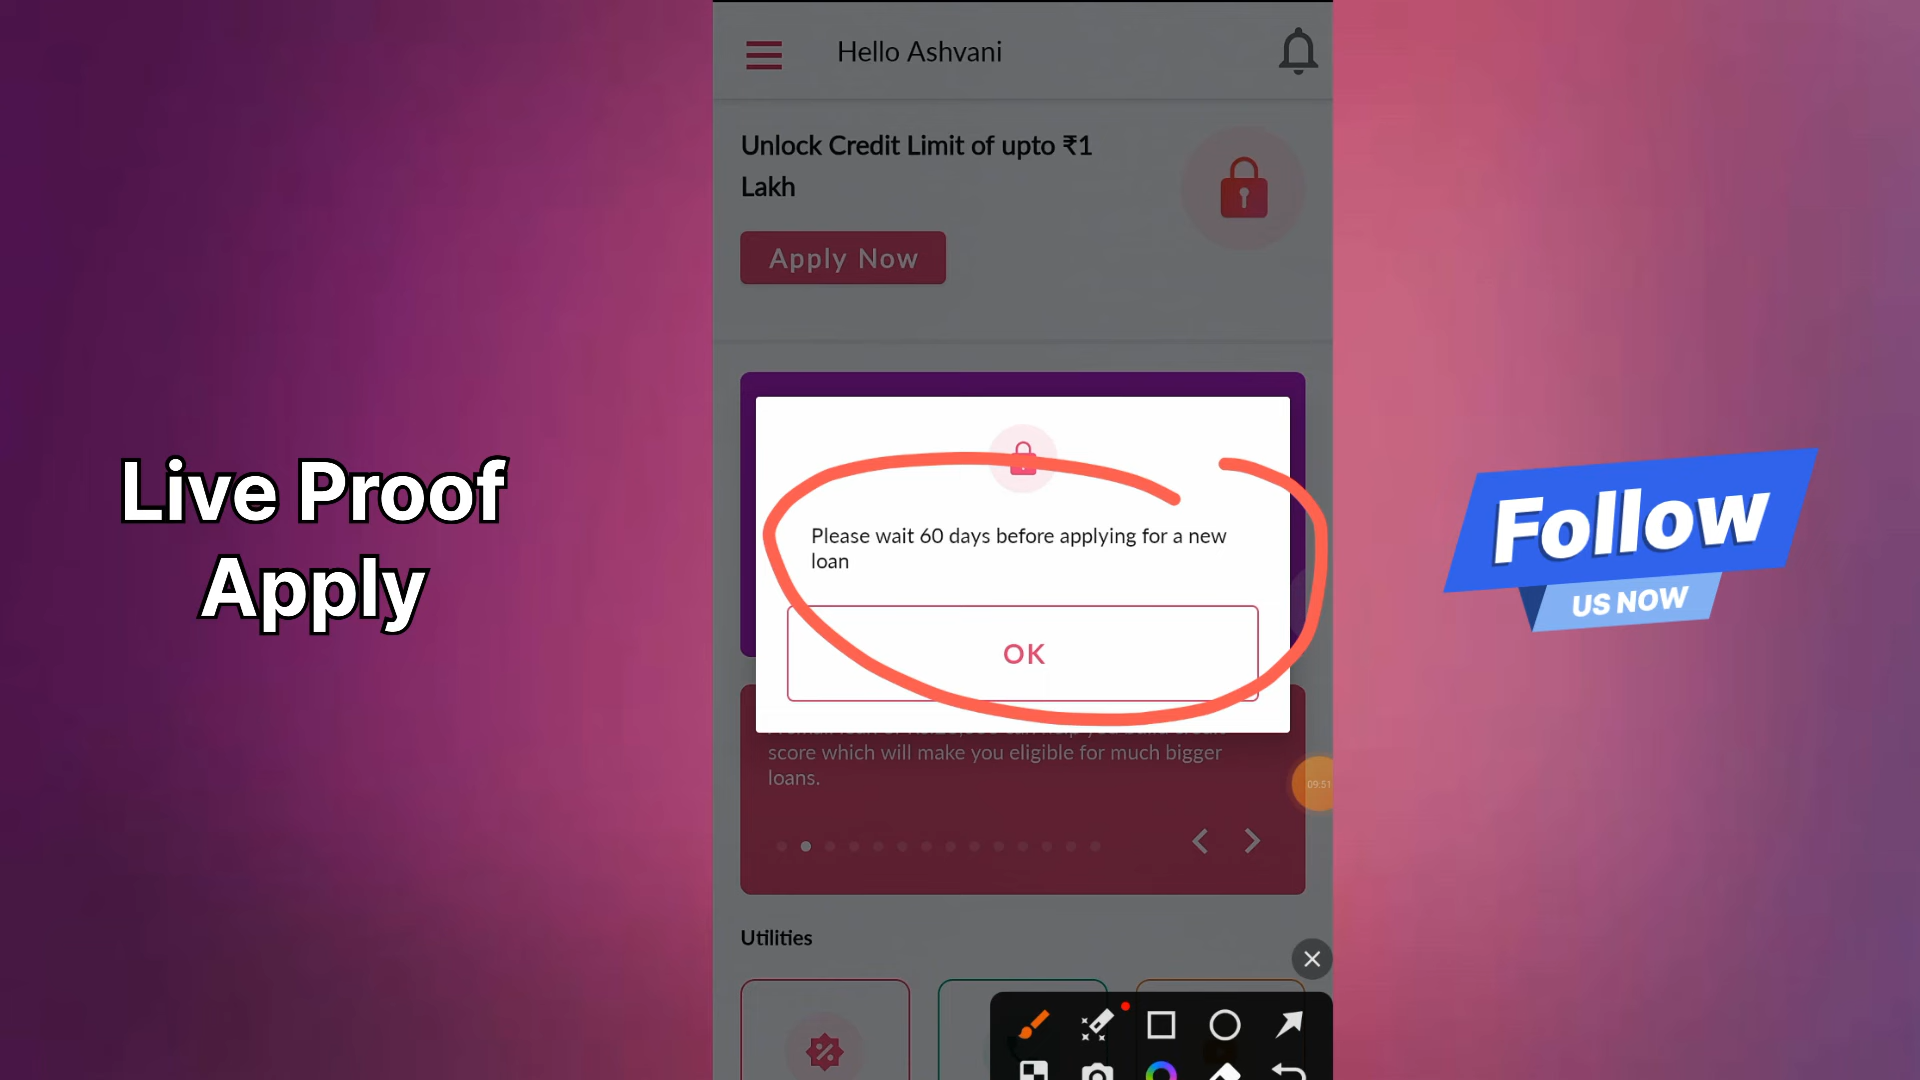 Hello Ashvani
Unlock Credit Limit of upto ₹1
Lakh
Apply Now
Live Proof
Apply
Please wait 60 days before applying for a new
loan
OK
Follow
US NOW
score which will make you eligible for much bigger
loans.
09:51
Utilities